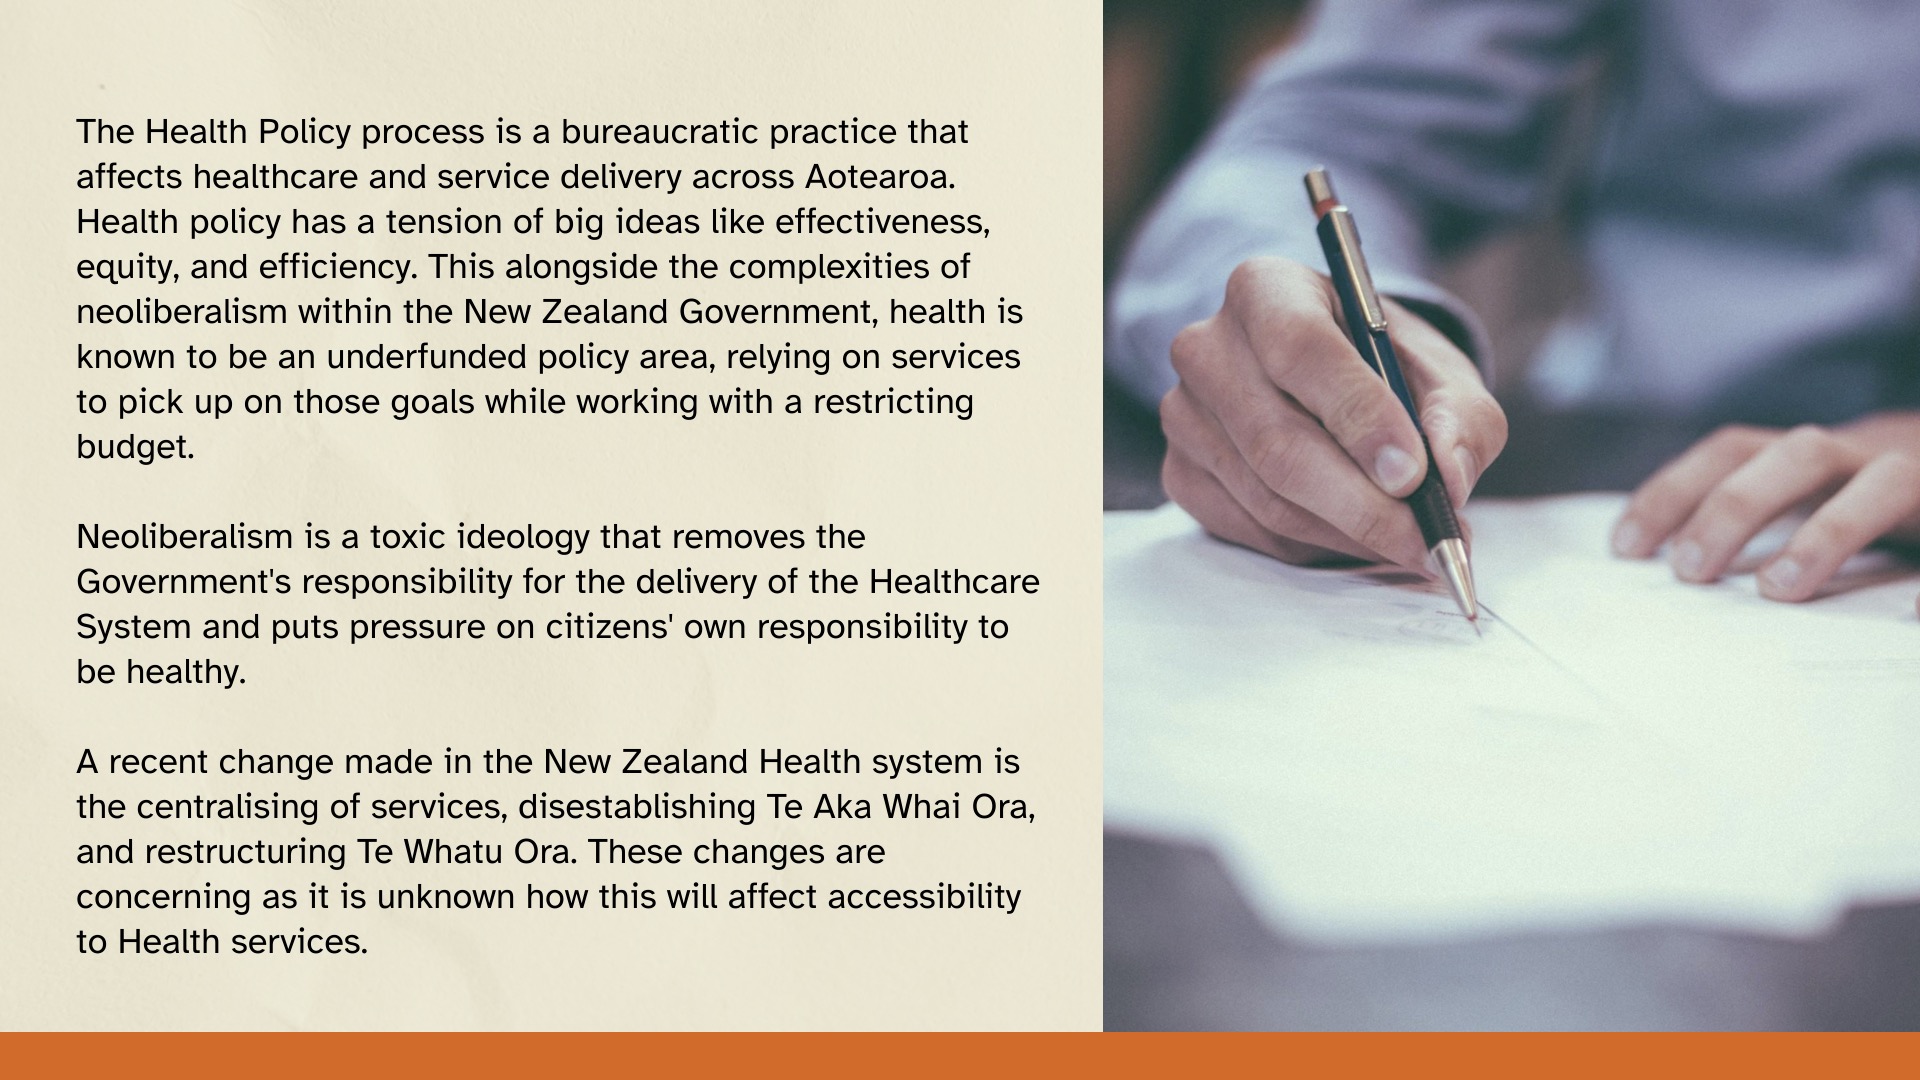 The Health Policy process is a bureaucratic practice that
affects healthcare and service delivery across Aotearoa.
Health policy has a tension of big ideas like effectiveness,
equity, and efficiency. This alongside the complexities of
neoliberalism within the New Zealand Government, health is
known to be an underfunded policy area, relying on services
to pick up on those goals while working with a restricting
budget.
Neoliberalism is a toxic ideology that removes the
Government's responsibility for the delivery of the Healthcare
System and puts pressure on citizens' own responsibility to
be healthy.
A recent change made in the New Zealand Health system is
the centralising of services, disestablishing Te Aka Whai Ora,
and restructuring Te Whatu Ora. These changes are
concerning as it is unknown how this will affect accessibility
to Health services.